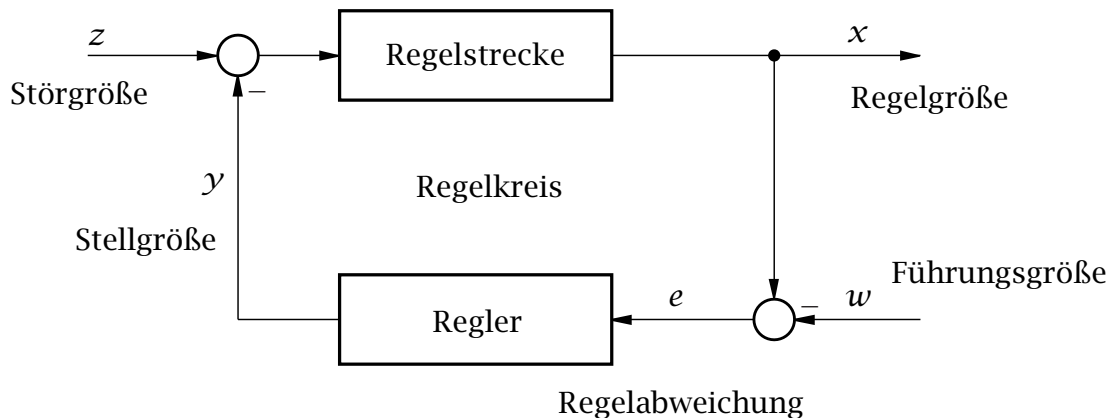 z
x
Regelstrecke
Störgröße
–
Regelgröße
y
Regelkreis
Stellgröße
Führungsgröße
e
–
w
Regler
Regelabweichung